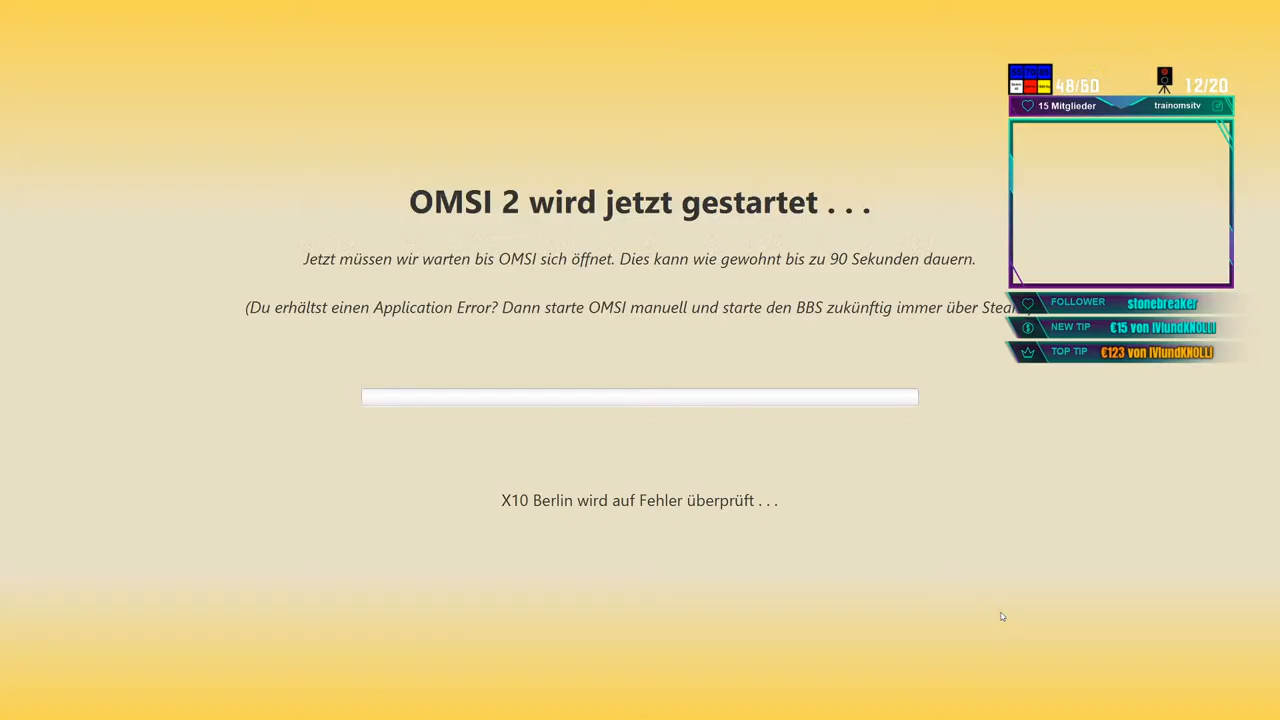 48/60
12/20
15 Mitglieder
trainomsitv
OMSI 2 wird jetzt gestartet . . .
Jetzt müssen wir warten bis OMSI sich öffnet. Dies kann wie gewohnt bis zu 90 Sekunden dauern.
(Du erhältst einen Application Error? Dann starte OMSI manuell und starte den BBS zukünftig immer über
FOLLOWER stonebreaker
NEW TIP €15 von IVIundKNOLLI
TOP TIP €123 von IVIundKNOLLI
X10 Berlin wird auf Fehler überprüft . . .